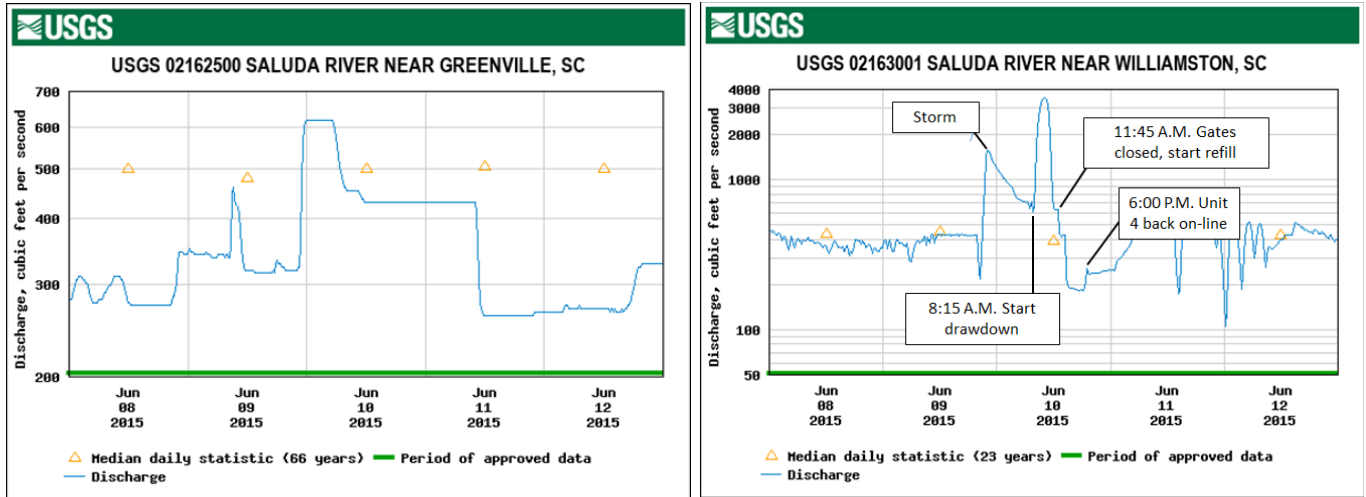 USGS
USGS 02162500 SALUDA RIVER NEAR GREENVILLE, SC
Discharge, cubic feet per second
700
600
500
400
300
200
Jun
08
2015
Jun
09
2015
Jun
10
2015
Jun
11
2015
Jun
12
2015
Median daily statistic (66 years)
Period of approved data
Discharge
USGS
USGS 02163001 SALUDA RIVER NEAR WILLIAMSTON, SC
Discharge, cubic feet per second
4000
3000
2000
1000
100
50
Storm
11:45 A.M. Gates
closed, start refill
6:00 P.M. Unit
4 back on-line
8:15 A.M. Start
drawdown
Jun
08
2015
Jun
09
2015
Jun
10
2015
Jun
11
2015
Jun
12
2015
Median daily statistic (23 years)
Period of approved data
Discharge